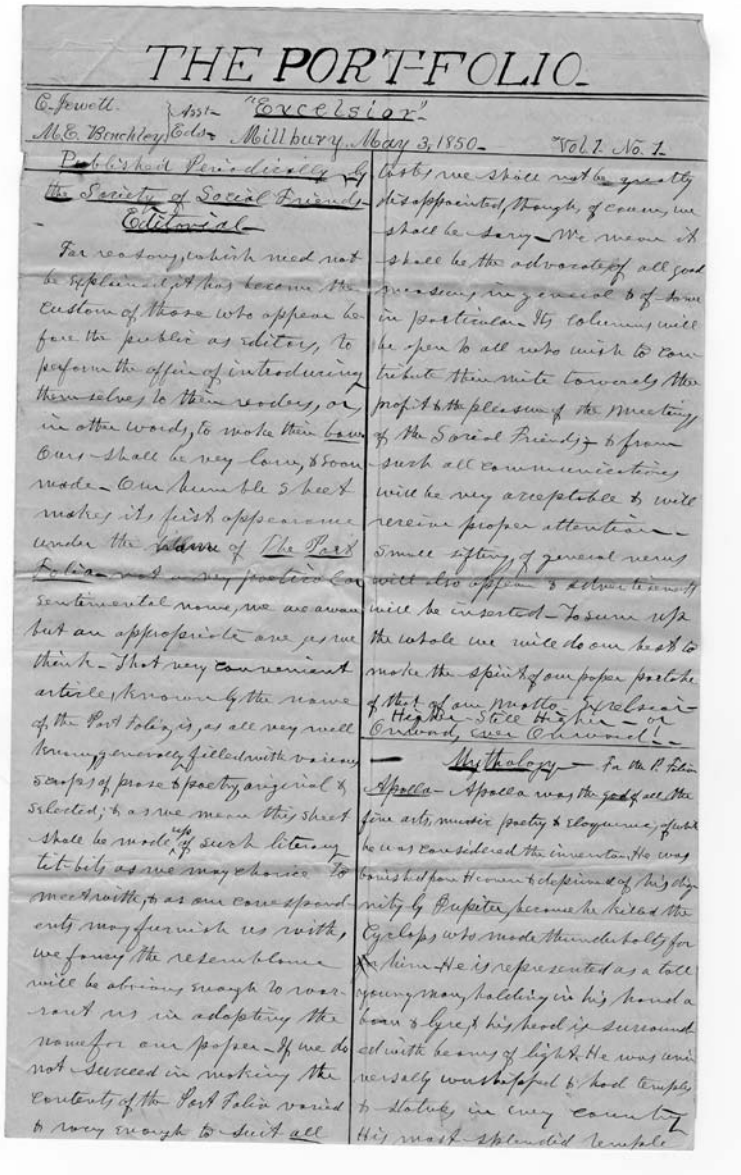 THE PORT-FOLIO.
C. Jewett.
M.E. Benchley
Asst-
Eds-
"Excelsior"-
Millbury May 3, 1850-
Vol 1. No. 1-
Published Periodically by
the Society of Social Friends-
Editorial-
For reasons, which need not
be explained, it has become the
custom of those who appear be
fore the public as editors, to
perform the office of introducing
themselves to their readers, or,
in other words, to make their bow.
Ours shall be very low, & soon
made- Our humble sheet
makes its first appearance
under the name of The Port
Folio- not a very poetical or
sentimental name, we are aware
but an appropriate one, as we
think- That very convenient
article, known by the name
of the Port Folio, is, as all very well
know, generally filled with various
scraps of prose & poetry, original &
selected; & as we mean this sheet
shall be made up of such literary
tit-bits as we may chance to
meet with, & as our correspond-
ents may furnish us with,
we fancy the resemblance
will be obvious enough to war-
rant us in adopting the
name for our paper- If we do
not succeed in making the
contents of the Port Folio varied
& racy enough to suit all
tastes we shall not be greatly
disappointed, though, of course, we
shall be sorry- We mean it
shall be the advocate of all good
measures in general & of some
in particular- Its columns will
be open to all who wish to con-
tribute their mite towards the
profit & the pleasure of the meetings
of the Social Friends; & from
such all communications
will be very acceptable & will
receive proper attention-
Small siftings of general news
will also appear & advertisements
will be inserted- To sum up
the whole we will do our best to
make the spirit of our paper partake
of that of our motto- Excelsior-
Higher- Still Higher- or
Onward, ever Onward!-
Mythology- For the P. Folio
Apollo- Apollo was the god of all the
fine arts, music poetry & eloquence, of which
he was considered the inventor. He was
banished from Heaven & deprived of his dig
nity by Jupiter, because he killed the
Cyclops who made thunderbolts for
him- He is represented as a tall
young man, holding in his hand a
bow & lyre, & his head is surround-
ed with beams of light. He was uni
versally worshipped & had temples
& statues in every country
His most splendid temple